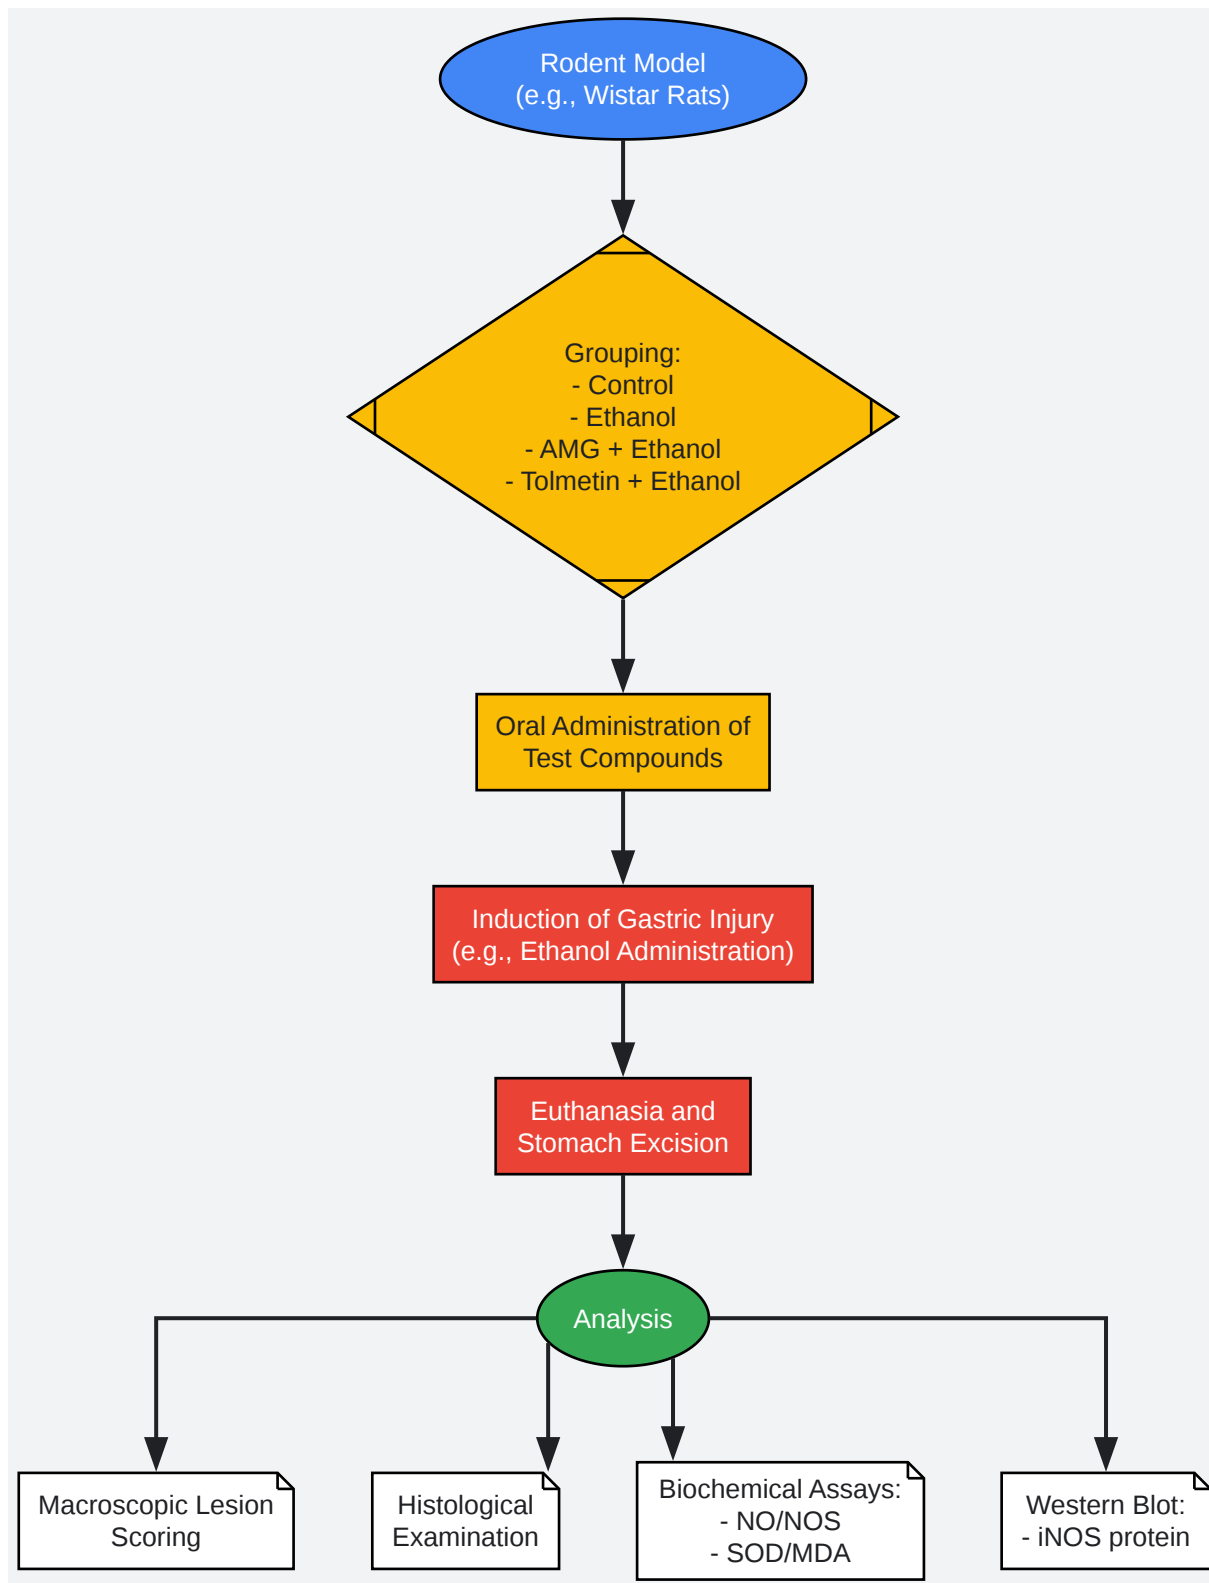 Rodent Model
(e.g., Wistar Rats)
Grouping:
- Control
- Ethanol
- AMG + Ethanol
- Tolmetin + Ethanol
Oral Administration of
Test Compounds
Induction of Gastric Injury
(e.g., Ethanol Administration)
Euthanasia and
Stomach Excision
Analysis
Macroscopic Lesion
Scoring
Histological
Examination
Biochemical Assays:
- NO/NOS
- SOD/MDA
Western Blot:
- iNOS protein